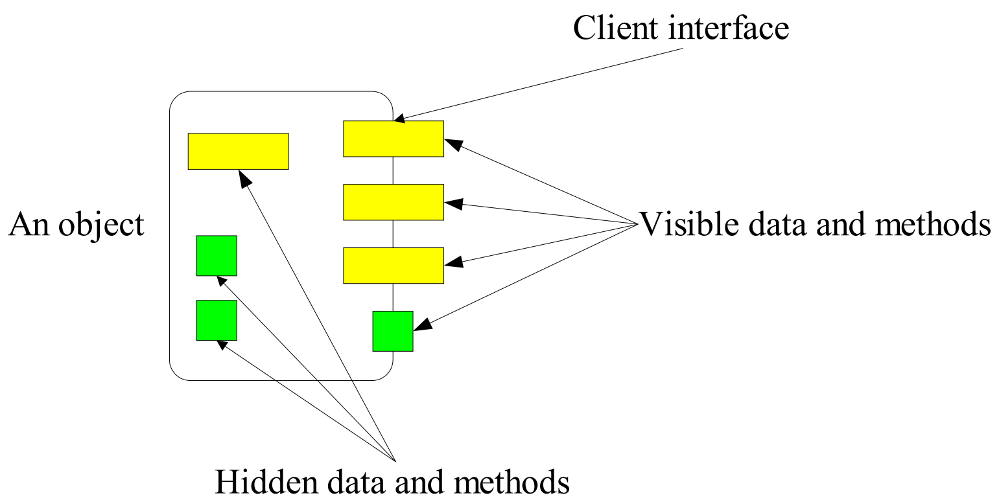 Client interface
An object
Visible data and methods
Hidden data and methods